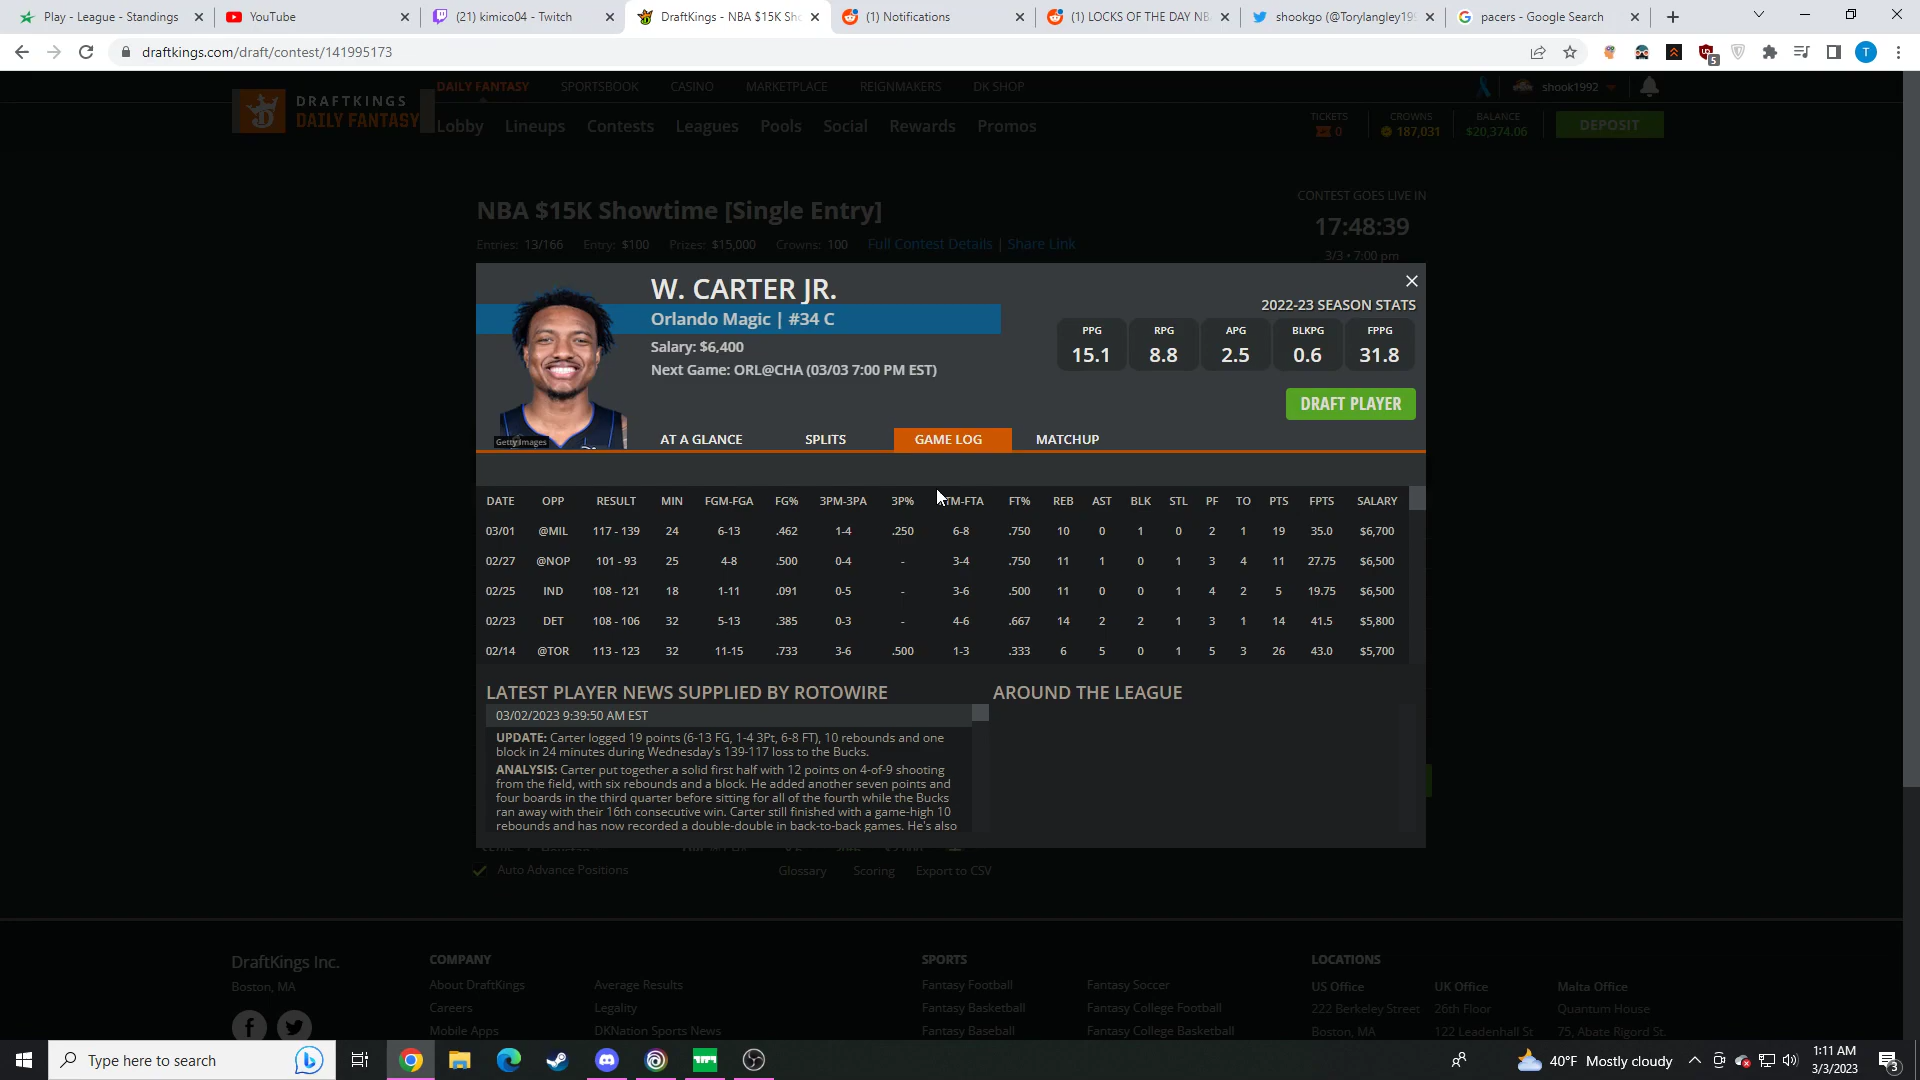 Play - League - Standings
YouTube
(21) kimico04 - Twitch
DraftKings - NBA $15K Sho
(1) Notifications
(1) LOCKS OF THE DAY NB
shookgo (@Torylangley19
pacers - Google Search
draftkings.com/draft/contest/141995173
5
T
DAILY FANTASY SPORTSBOOK CASINO MARKETPLACE REIGNMAKERS DK SHOP
shook1992
DRAFTKINGS
DAILY FANTASY
Lobby Lineups Contests Leagues Pools Social Rewards Promos
TICKETS
0
CROWNS
187,031
BALANCE
$20,374.06
DEPOSIT
NBA $15K Showtime [Single Entry]
CONTEST GOES LIVE IN
17:48:39
3/3 • 7:00 pm
Entries: 13/166 Entry: $100 Prizes: $15,000 Crowns: 100 Full Contest Details | Share Link
W. CARTER JR.
Orlando Magic | #34 C
Salary: $6,400
Next Game: ORL@CHA (03/03 7:00 PM EST)
Getty Images
2022-23 SEASON STATS
PPG RPG APG BLKPG FPPG
15.1 8.8 2.5 0.6 31.8
DRAFT PLAYER
AT A GLANCE SPLITS GAME LOG MATCHUP
DATE OPP RESULT MIN FGM-FGA FG% 3PM-3PA 3P% TM-FTA FT% REB AST BLK STL PF TO PTS FPTS SALARY
03/01 @MIL 117 - 139 24 6-13 .462 1-4 .250 6-8 .750 10 0 1 0 2 1 19 35.0 $6,700
02/27 @NOP 101 - 93 25 4-8 .500 0-4 - 3-4 .750 11 1 0 1 3 4 11 27.75 $6,500
02/25 IND 108 - 121 18 1-11 .091 0-5 - 3-6 .500 11 0 0 1 4 2 5 19.75 $6,500
02/23 DET 108 - 106 32 5-13 .385 0-3 - 4-6 .667 14 2 2 1 3 1 14 41.5 $5,800
02/14 @TOR 113 - 123 32 11-15 .733 3-6 .500 1-3 .333 6 5 0 1 5 3 26 43.0 $5,700
LATEST PLAYER NEWS SUPPLIED BY ROTOWIRE
AROUND THE LEAGUE
03/02/2023 9:39:50 AM EST
UPDATE: Carter logged 19 points (6-13 FG, 1-4 3Pt, 6-8 FT), 10 rebounds and one
block in 24 minutes during Wednesday's 139-117 loss to the Bucks.
ANALYSIS: Carter put together a solid first half with 12 points on 4-of-9 shooting
from the field, with six rebounds and a block. He added another seven points and
four boards in the third quarter before sitting for all of the fourth while the Bucks
ran away with their 16th consecutive win. Carter still finished with a game-high 10
rebounds and has now recorded a double-double in back-to-back games. He's also
Auto Advance Positions
Glossary Scoring Export to CSV
DraftKings Inc.
Boston, MA
COMPANY
About DraftKings
Careers
Mobile Apps
Average Results
Legality
DKNation Sports News
SPORTS
Fantasy Football
Fantasy Basketball
Fantasy Baseball
Fantasy Soccer
Fantasy College Football
Fantasy College Basketball
LOCATIONS
US Office
222 Berkeley Street
Boston, MA
UK Office
26th Floor
122 Leadenhall St
Malta Office
Quantum House
75, Abate Rigord St.
Type here to search
40°F Mostly cloudy
1:11 AM
3/3/2023
3